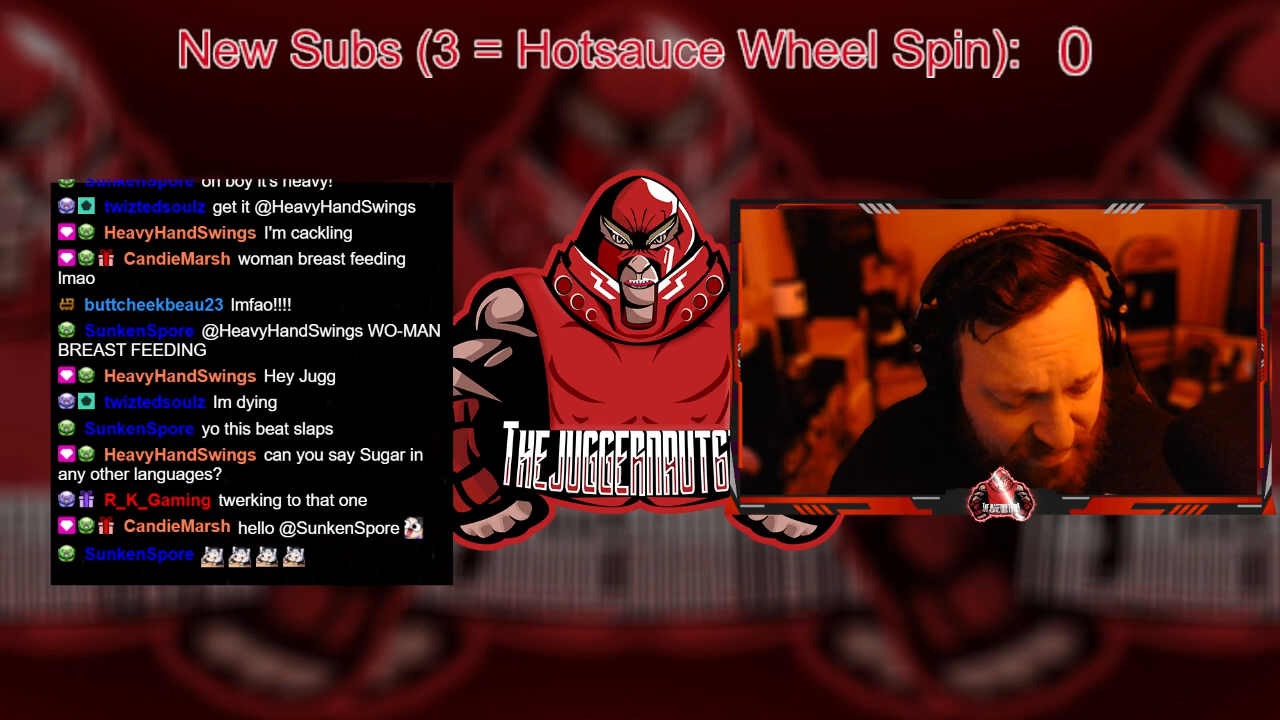 New Subs (3 = Hotsauce Wheel Spin): 0
SunkenSpore oh boy it's heavy!
twiztedsoulz get it @HeavyHandSwings
HeavyHandSwings I'm cackling
CandieMarsh woman breast feeding
lmao
buttcheekbeau23 lmfao!!!!
SunkenSpore @HeavyHandSwings WO-MAN
BREAST FEEDING
HeavyHandSwings Hey Jugg
twiztedsoulz Im dying
SunkenSpore yo this beat slaps
HeavyHandSwings can you say Sugar in
any other languages?
R_K_Gaming twerking to that one
CandieMarsh hello @SunkenSpore
SunkenSpore
THEJUGGERNAUT6